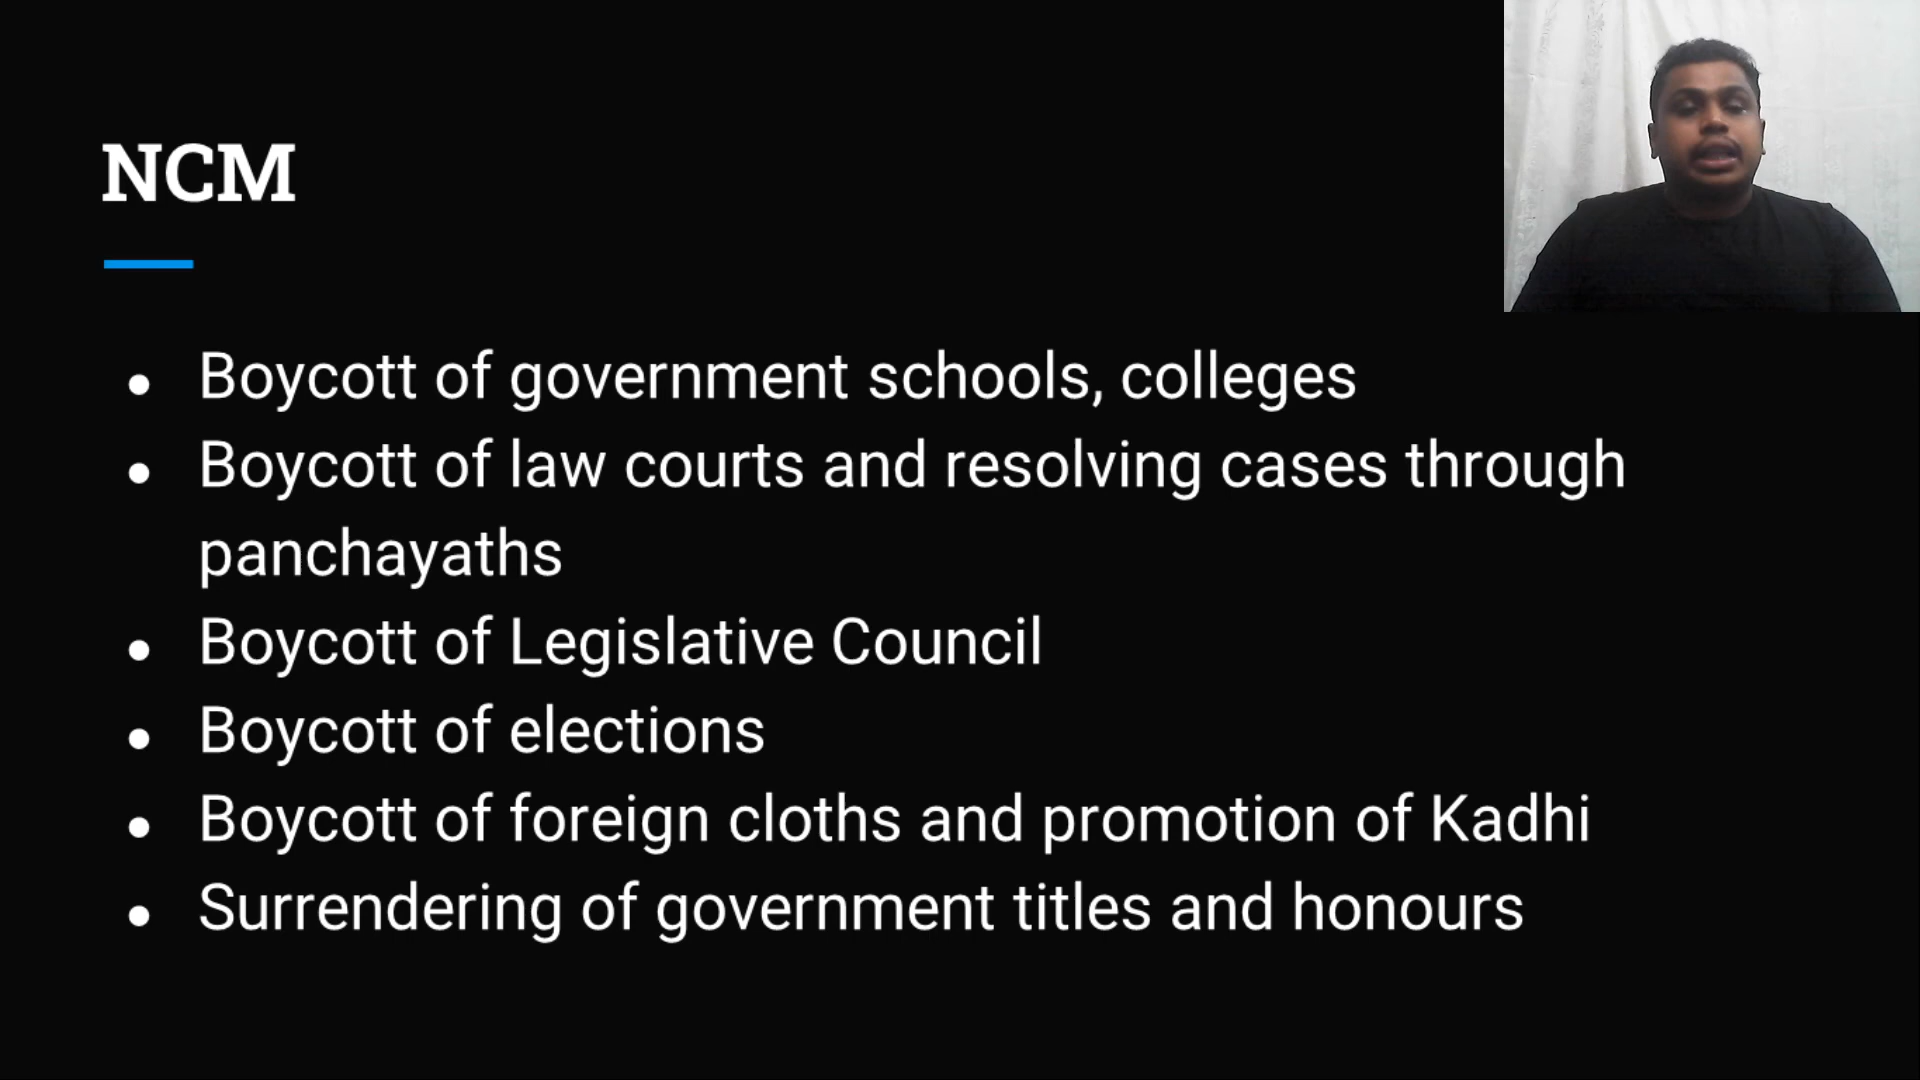 NCM
• Boycott of government schools, colleges
• Boycott of law courts and resolving cases through
panchayaths
• Boycott of Legislative Council
• Boycott of elections
• Boycott of foreign cloths and promotion of Kadhi
• Surrendering of government titles and honours